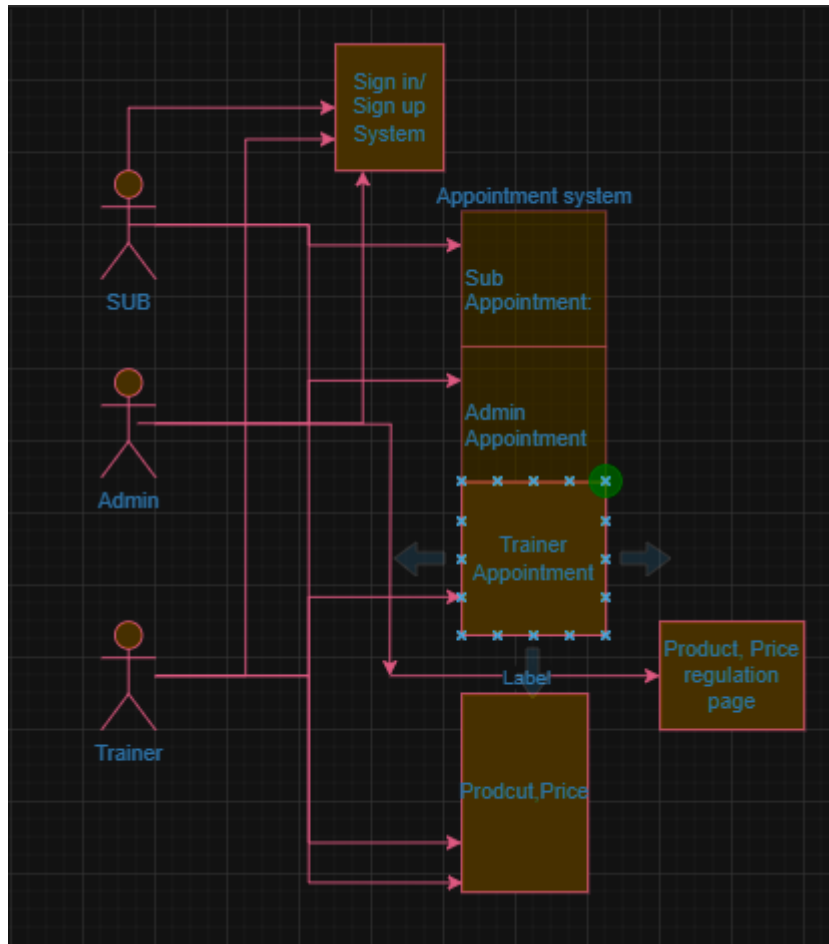 Sign in/
Sign up
System
Appointment system
SUB
Sub
Appointment:
Admin
Appointment
Admin
Trainer
Appointment
Trainer
Label
Product, Price
regulation
page
Prodcut,Price